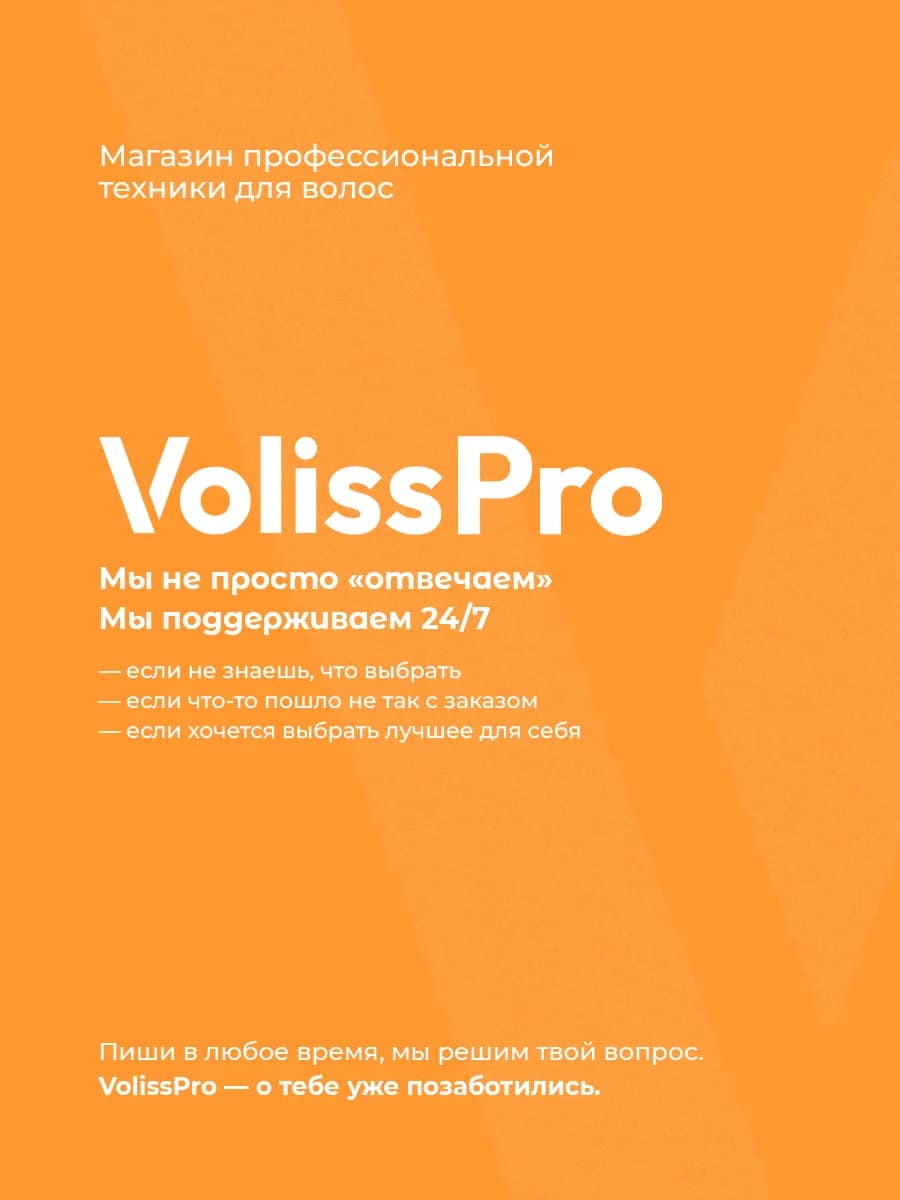 Магазин профессиональной
техники для волос
VolissPro
Мы не просто «отвечаем»
Мы поддерживаем 24/7
— если не знаешь, что выбрать
— если что-то пошло не так с заказом
— если хочется выбрать лучшее для себя
Пиши в любое время, мы решим твой вопрос.
VolissPro — о тебе уже позаботились.